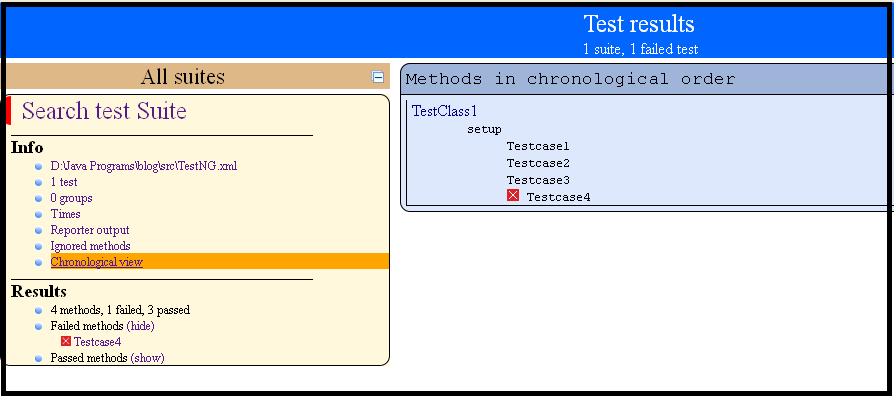 Test results
1 suite, 1 failed test
All suites
Search test Suite
Info
D:\Java Programs\blog\src\TestNG.xml
1 test
0 groups
Times
Reporter output
Ignored methods
Chronological view
Results
4 methods, 1 failed, 3 passed
Failed methods (hide)
Testcase4
Passed methods (show)
Methods in chronological order
TestClass1
setup
Testcase1
Testcase2
Testcase3
Testcase4